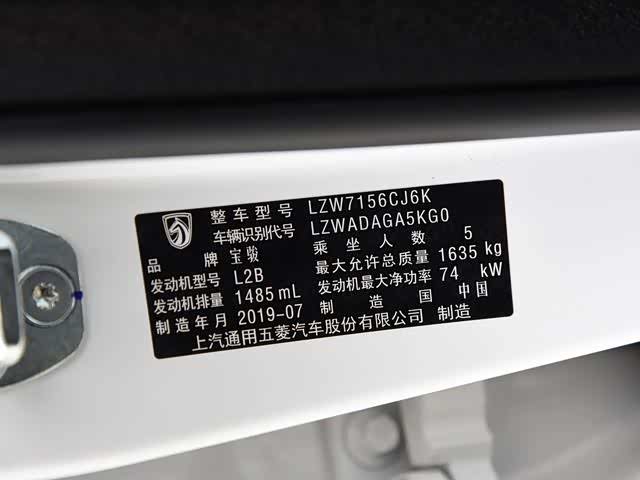 整车型号 LZW7156CJ6K
车辆识别代号 LZWADAGA5KG0
品牌 宝骏 乘坐人数 5
发动机型号 L2B 最大允许总质量 1635 kg
发动机排量 1485 mL 发动机最大净功率 74 kW
制造年月 2019-07 制造国 中国
上汽通用五菱汽车股份有限公司 制造